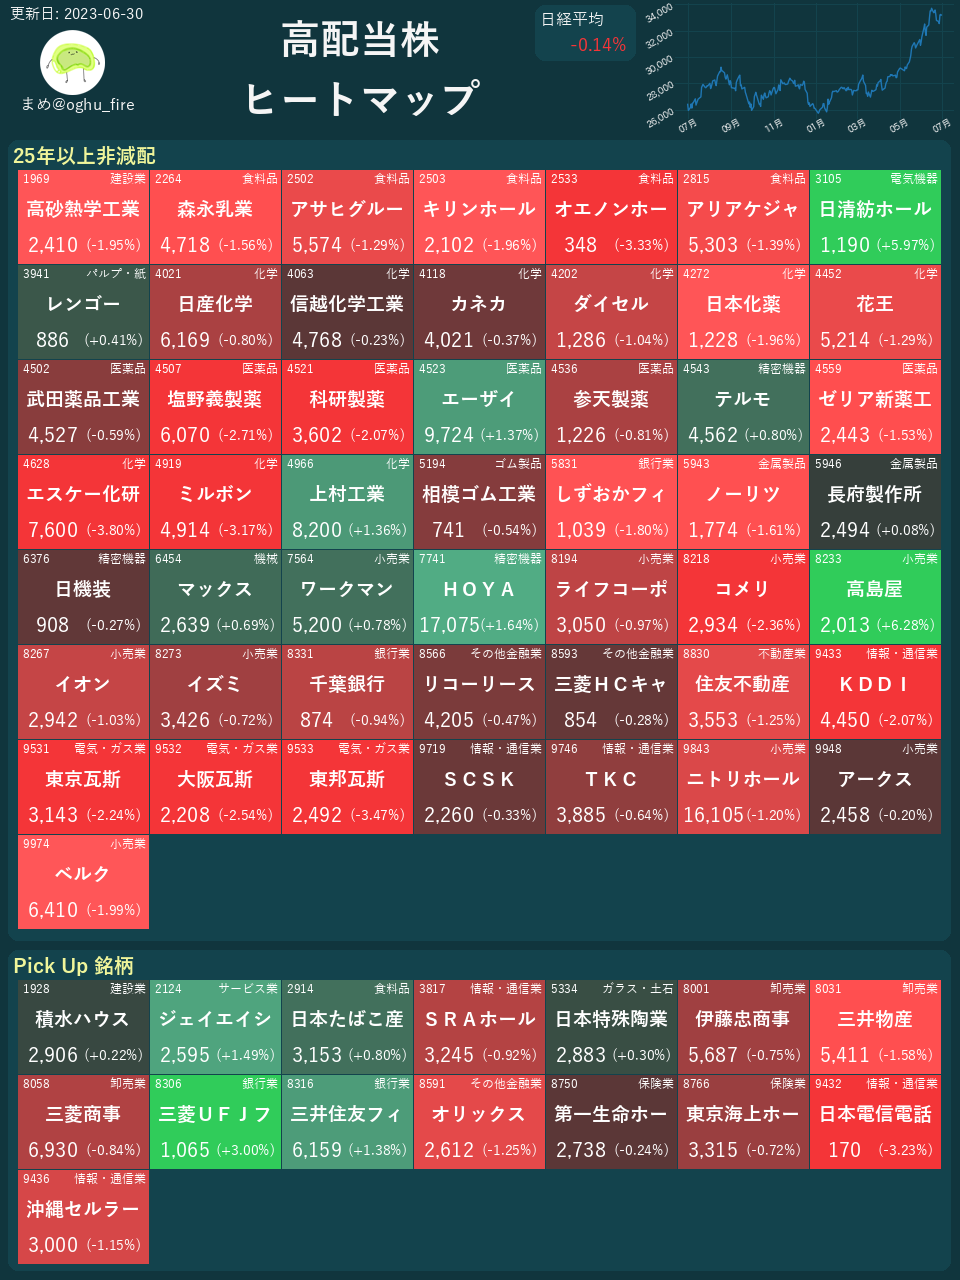 更新日: 2023-06-30
まめ@oghu_fire
高配当株
ヒートマップ
日経平均
-0.14%
34,000
32,000
30,000
28,000
26,000
07月 09月 11月 01月 03月 05月 07月
25年以上非減配
1969 建設業 2264 食料品 2502 食料品 2503 食料品 2533 食料品 2815 食料品 3105 電気機器
高砂熱学工業 森永乳業 アサヒグルー キリンホール オエノンホー アリアケジャ 日清紡ホール
2,410 (-1.95%) 4,718 (-1.56%) 5,574 (-1.29%) 2,102 (-1.96%) 348 (-3.33%) 5,303 (-1.39%) 1,190 (+5.97%)
3941 パルプ・紙 4021 化学 4063 化学 4118 化学 4202 化学 4272 化学 4452 化学
レンゴー 日産化学 信越化学工業 カネカ ダイセル 日本化薬 花王
886 (+0.41%) 6,169 (-0.80%) 4,768 (-0.23%) 4,021 (-0.37%) 1,286 (-1.04%) 1,228 (-1.96%) 5,214 (-1.29%)
4502 医薬品 4507 医薬品 4521 医薬品 4523 医薬品 4536 医薬品 4543 精密機器 4559 医薬品
武田薬品工業 塩野義製薬 科研製薬 エーザイ 参天製薬 テルモ ゼリア新薬工
4,527 (-0.59%) 6,070 (-2.71%) 3,602 (-2.07%) 9,724 (+1.37%) 1,226 (-0.81%) 4,562 (+0.80%) 2,443 (-1.53%)
4628 化学 4919 化学 4966 化学 5194 ゴム製品 5831 銀行業 5943 金属製品 5946 金属製品
エスケー化研 ミルボン 上村工業 相模ゴム工業 しずおかフィ ノーリツ 長府製作所
7,600 (-3.80%) 4,914 (-3.17%) 8,200 (+1.36%) 741 (-0.54%) 1,039 (-1.80%) 1,774 (-1.61%) 2,494 (+0.08%)
6376 精密機器 6454 機械 7564 小売業 7741 精密機器 8194 小売業 8218 小売業 8233 小売業
日機装 マックス ワークマン ＨＯＹＡ ライフコーポ コメリ 高島屋
908 (-0.27%) 2,639 (+0.69%) 5,200 (+0.78%) 17,075(+1.64%) 3,050 (-0.97%) 2,934 (-2.36%) 2,013 (+6.28%)
8267 小売業 8273 小売業 8331 銀行業 8566 その他金融業 8593 その他金融業 8830 不動産業 9433 情報・通信業
イオン イズミ 千葉銀行 リコーリース 三菱ＨＣキャ 住友不動産 ＫＤＤＩ
2,942 (-1.03%) 3,426 (-0.72%) 874 (-0.94%) 4,205 (-0.47%) 854 (-0.28%) 3,553 (-1.25%) 4,450 (-2.07%)
9531 電気・ガス業 9532 電気・ガス業 9533 電気・ガス業 9719 情報・通信業 9746 情報・通信業 9843 小売業 9948 小売業
東京瓦斯 大阪瓦斯 東邦瓦斯 ＳＣＳＫ ＴＫＣ ニトリホール アークス
3,143 (-2.24%) 2,208 (-2.54%) 2,492 (-3.47%) 2,260 (-0.33%) 3,885 (-0.64%) 16,105(-1.20%) 2,458 (-0.20%)
9974 小売業
ベルク
6,410 (-1.99%)
Pick Up 銘柄
1928 建設業 2124 サービス業 2914 食料品 3817 情報・通信業 5334 ガラス・土石 8001 卸売業 8031 卸売業
積水ハウス ジェイエイシ 日本たばこ産 ＳＲＡホール 日本特殊陶業 伊藤忠商事 三井物産
2,906 (+0.22%) 2,595 (+1.49%) 3,153 (+0.80%) 3,245 (-0.92%) 2,883 (+0.30%) 5,687 (-0.75%) 5,411 (-1.58%)
8058 卸売業 8306 銀行業 8316 銀行業 8591 その他金融業 8750 保険業 8766 保険業 9432 情報・通信業
三菱商事 三菱ＵＦＪフ 三井住友フィ オリックス 第一生命ホー 東京海上ホー 日本電信電話
6,930 (-0.84%) 1,065 (+3.00%) 6,159 (+1.38%) 2,612 (-1.25%) 2,738 (-0.24%) 3,315 (-0.72%) 170 (-3.23%)
9436 情報・通信業
沖縄セルラー
3,000 (-1.15%)